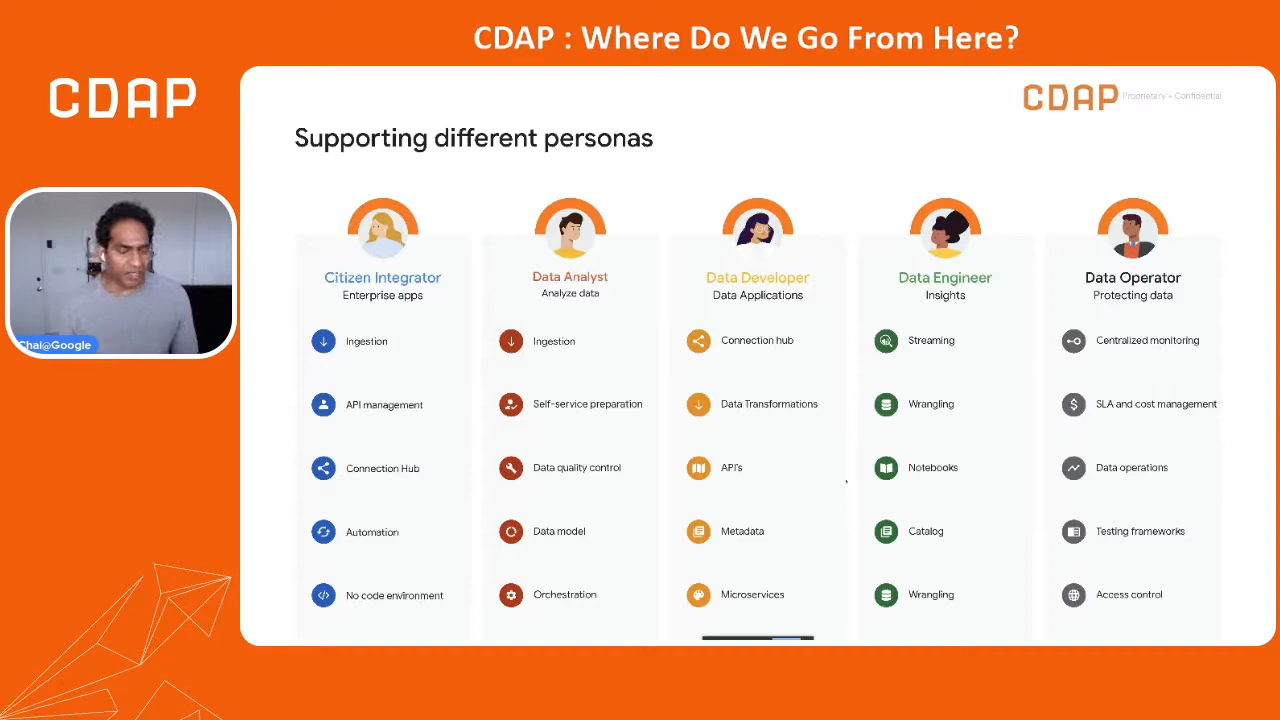 CDAP : Where Do We Go From Here?
CDAP
CDAP Proprietary + Confidential
Supporting different personas
Citizen Integrator
Enterprise apps
Ingestion
API management
Connection Hub
Automation
No code environment
Data Analyst
Analyze data
Ingestion
Self-service preparation
Data quality control
Data model
Orchestration
Data Developer
Data Applications
Connection hub
Data Transformations
API's
Metadata
Microservices
Data Engineer
Insights
Streaming
Wrangling
Notebooks
Catalog
Wrangling
Data Operator
Protecting data
Centralized monitoring
SLA and cost management
Data operations
Testing frameworks
Access control
Chai@Google